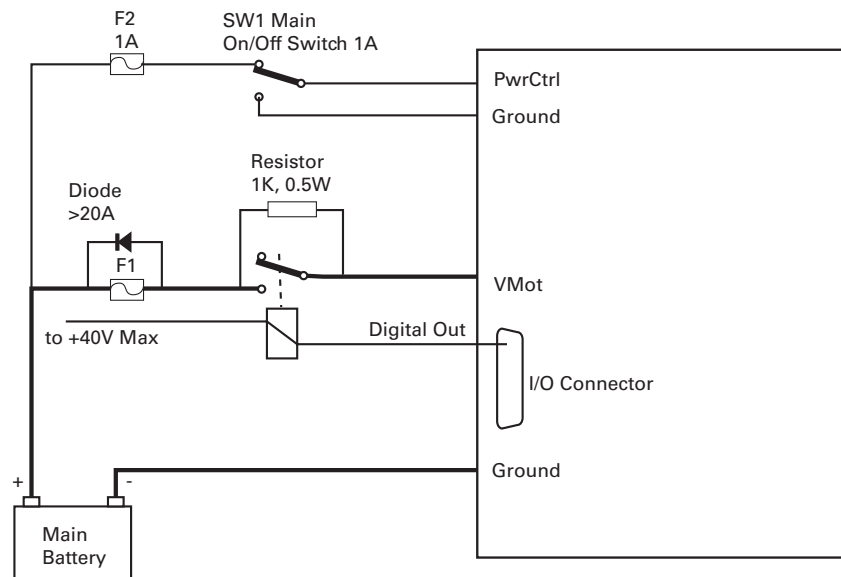 F2
1A
SW1 Main
On/Off Switch 1A
PwrCtrl
Ground
Resistor
1K, 0.5W
Diode
>20A
F1
VMot
to +40V Max
Digital Out
I/O Connector
Ground
+
-
Main
Battery